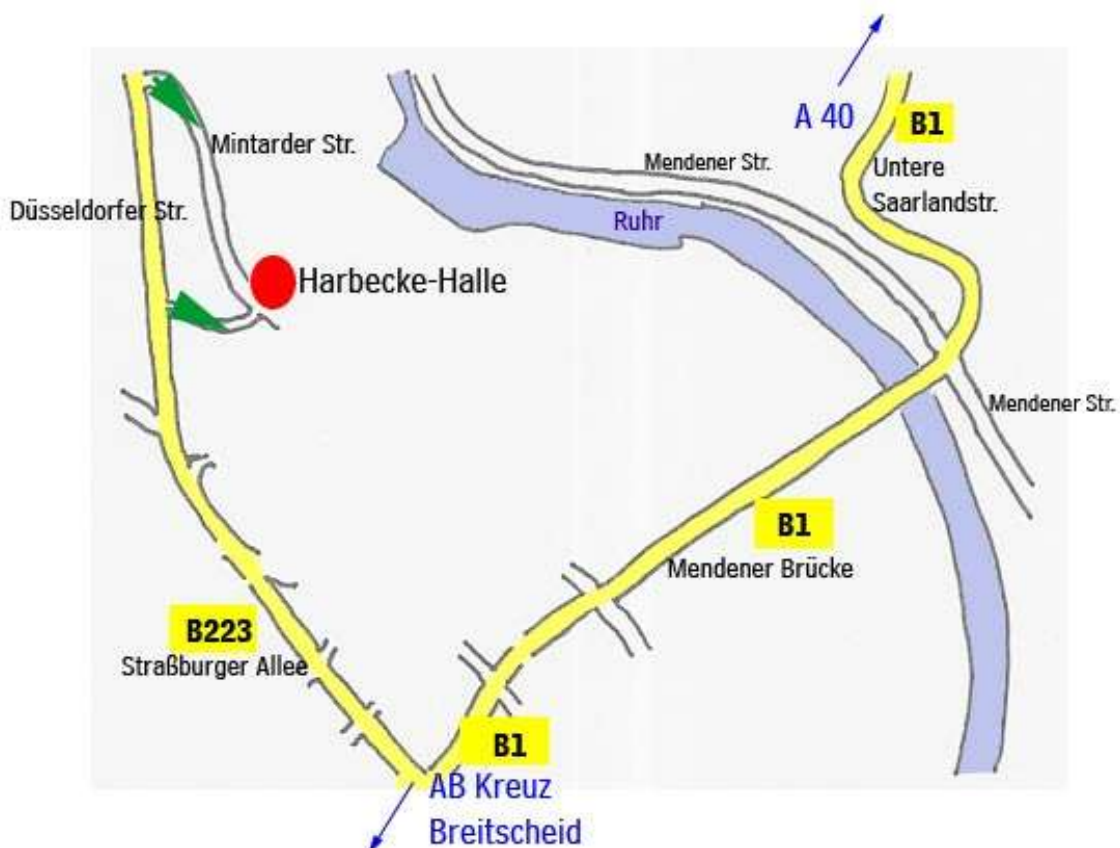 A 40
B1
Mintarder Str.
Mendener Str.
Untere
Saarlandstr.
Düsseldorfer Str.
Ruhr
Harbecke-Halle
Mendener Str.
B1
Mendener Brücke
B223
Straßburger Allee
B1
AB Kreuz
Breitscheid